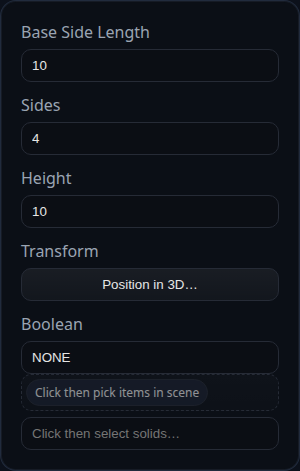 Base Side Length
10
Sides
4
Height
10
Transform
Position in 3D…
Boolean
NONE
Click then pick items in scene
Click then select solids…